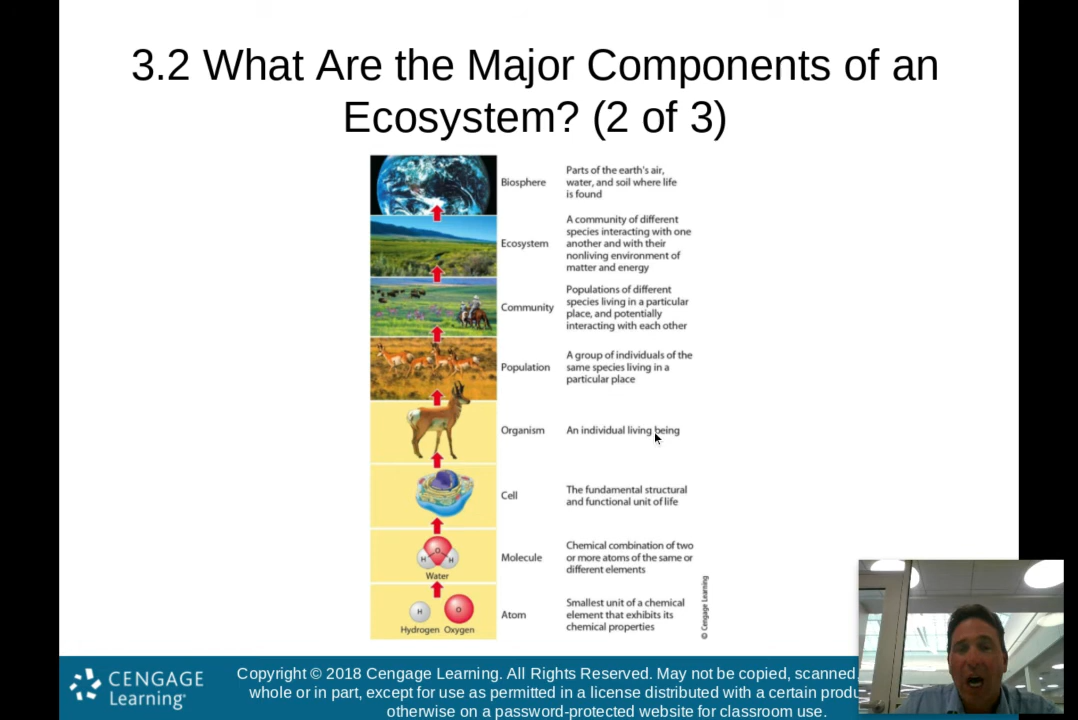 3.2 What Are the Major Components of an
Ecosystem? (2 of 3)
Biosphere
Parts of the earth's air,
water, and soil where life
is found
Ecosystem
A community of different
species interacting with one
another and with their
nonliving environment of
matter and energy
Community
Populations of different
species living in a particular
place, and potentially
interacting with each other
Population
A group of individuals of the
same species living in a
particular place
Organism
An individual living being
Cell
The fundamental structural
and functional unit of life
H O H
Water
Molecule
Chemical combination of two
or more atoms of the same or
different elements
H O
Hydrogen Oxygen
Atom
Smallest unit of a chemical
element that exhibits its
chemical properties
© Cengage Learning
CENGAGE
Learning
Copyright © 2018 Cengage Learning. All Rights Reserved. May not be copied, scanned,
whole or in part, except for use as permitted in a license distributed with a certain
otherwise on a password-protected website for classroom use.